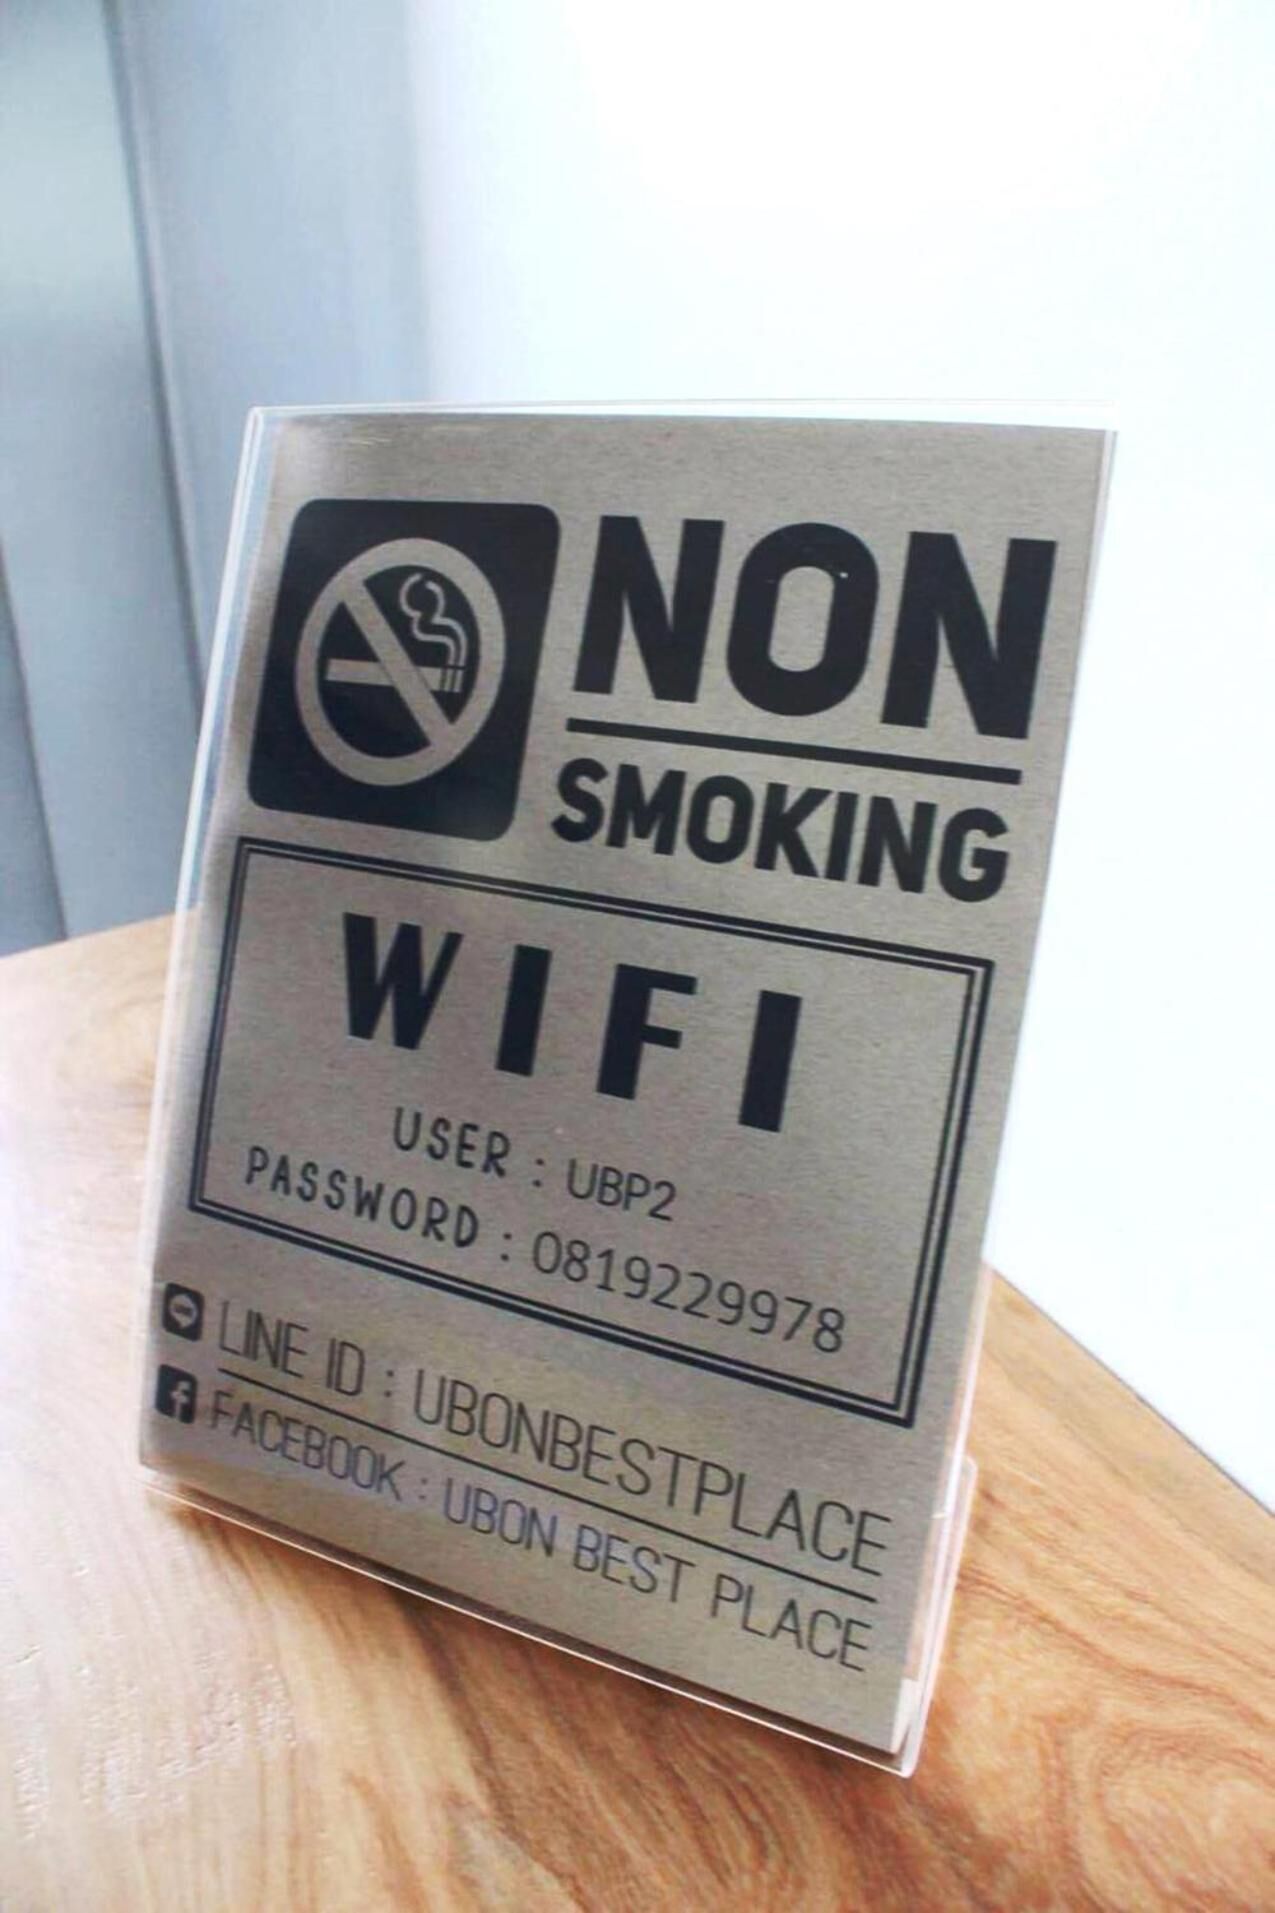 NON
SMOKING
WIFI
USER : UBP2
PASSWORD : 0819229978
LINE ID : UBONBESTPLACE
FACEBOOK : UBON BEST PLACE